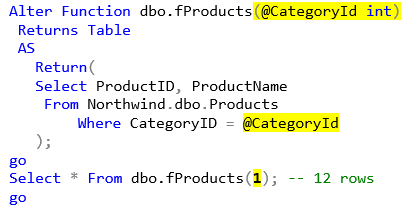 Alter Function dbo.fProducts(@CategoryId int)
 Returns Table
 AS
   Return(
   Select ProductID, ProductName
    From Northwind.dbo.Products
        Where CategoryID = @CategoryId
   );
go
Select * From dbo.fProducts(1); -- 12 rows
go